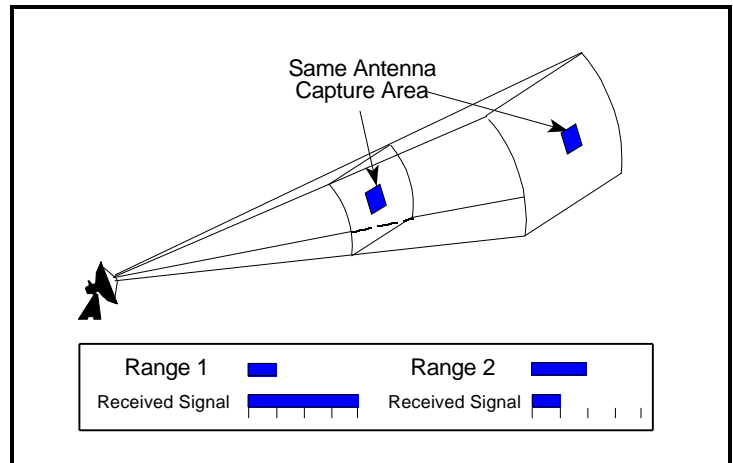 Same Antenna
Capture Area
Range 1
Range 2
Received Signal
Received Signal